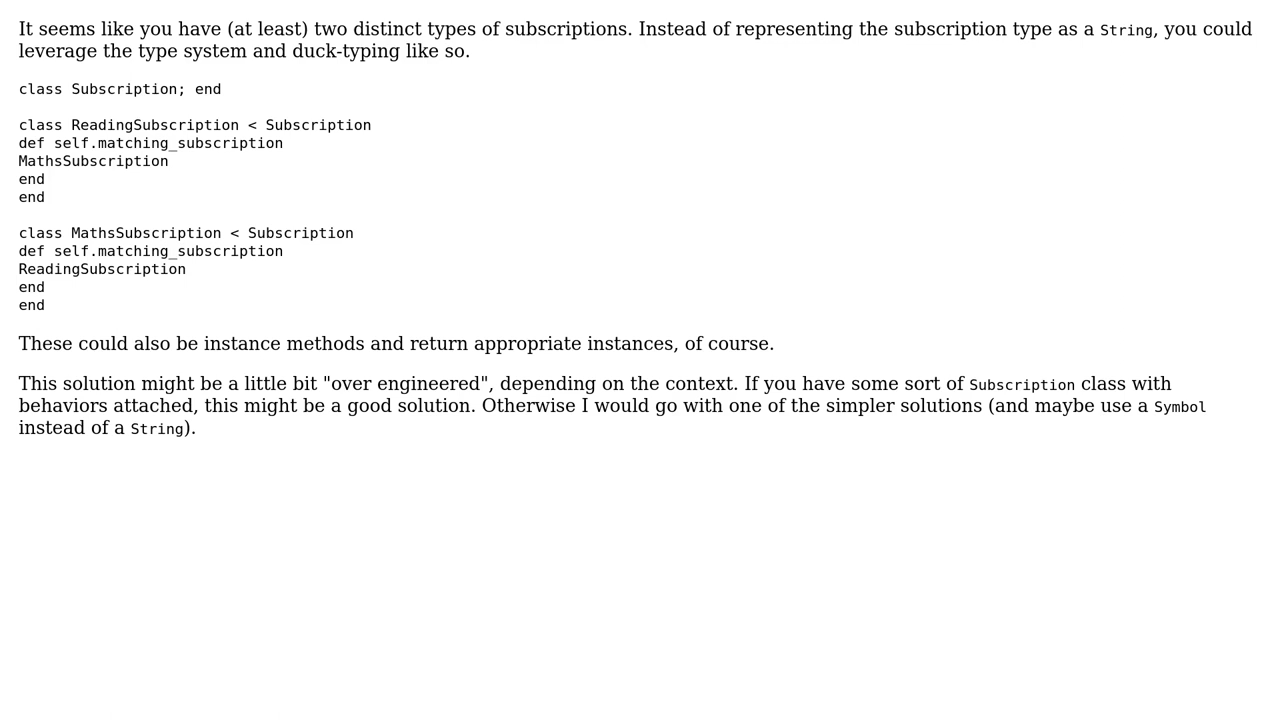 It seems like you have (at least) two distinct types of subscriptions. Instead of representing the subscription type as a String, you could
leverage the type system and duck-typing like so.
class Subscription; end
class ReadingSubscription < Subscription
def self.matching_subscription
MathsSubscription
end
end
class MathsSubscription < Subscription
def self.matching_subscription
ReadingSubscription
end
end
These could also be instance methods and return appropriate instances, of course.
This solution might be a little bit "over engineered", depending on the context. If you have some sort of Subscription class with
behaviors attached, this might be a good solution. Otherwise I would go with one of the simpler solutions (and maybe use a Symbol
instead of a String).